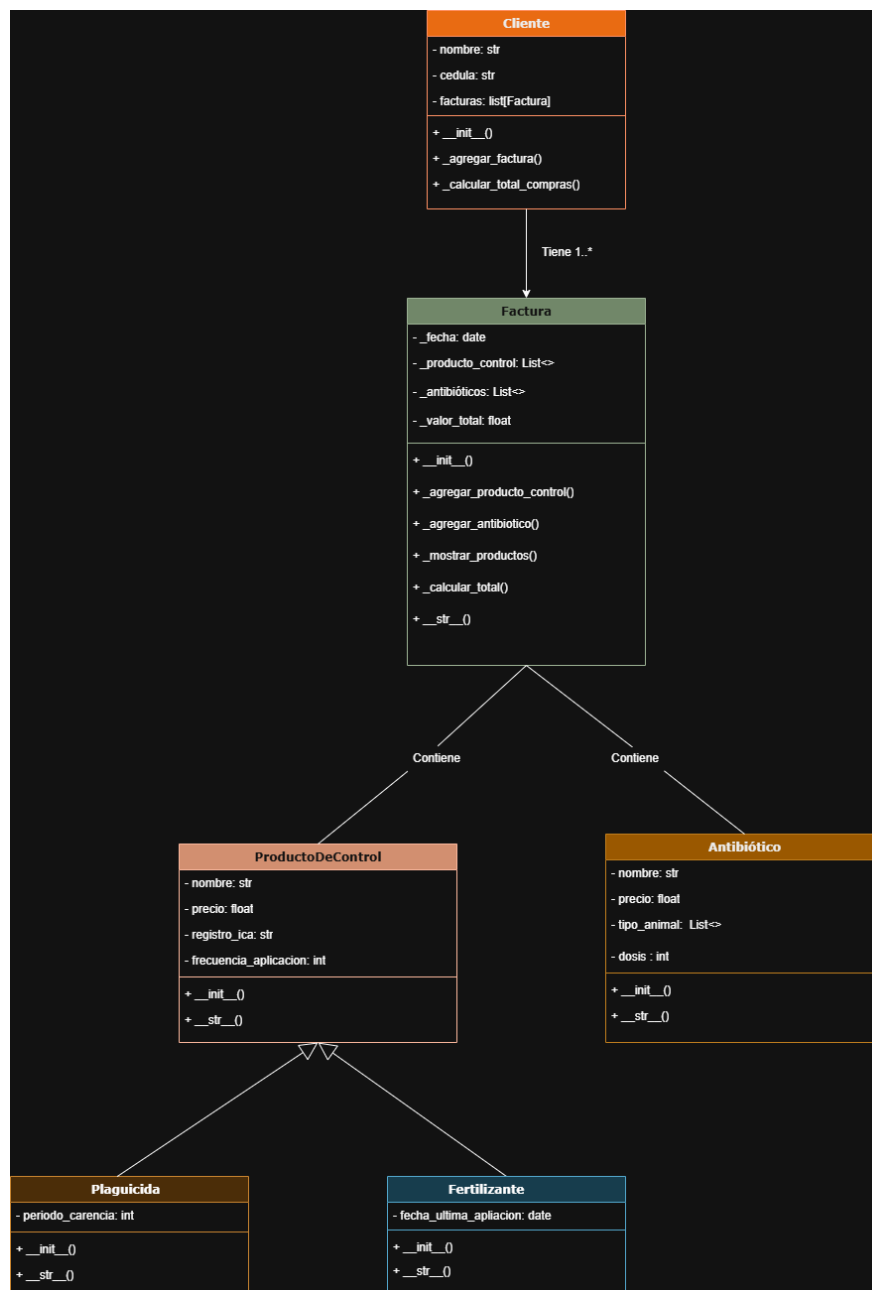 Cliente
- nombre: str
- cedula: str
- facturas: list[Factura]
+ __init__()
+ _agregar_factura()
+ _calcular_total_compras()
Tiene 1..*
Factura
- _fecha: date
- _producto_control: List<>
- _antibióticos: List<>
- _valor_total: float
+ __init__()
+ _agregar_producto_control()
+ _agregar_antibiotico()
+ _mostrar_productos()
+ _calcular_total()
+ __str__()
Contiene
Contiene
ProductoDeControl
- nombre: str
- precio: float
- registro_ica: str
- frecuencia_aplicacion: int
+ __init__()
+ __str__()
Antibiótico
- nombre: str
- precio: float
- tipo_animal: List<>
- dosis : int
+ __init__()
+ __str__()
Plaguicida
- periodo_carencia: int
+ __init__()
+ __str__()
Fertilizante
- fecha_ultima_apliacion: date
+ __init__()
+ __str__()